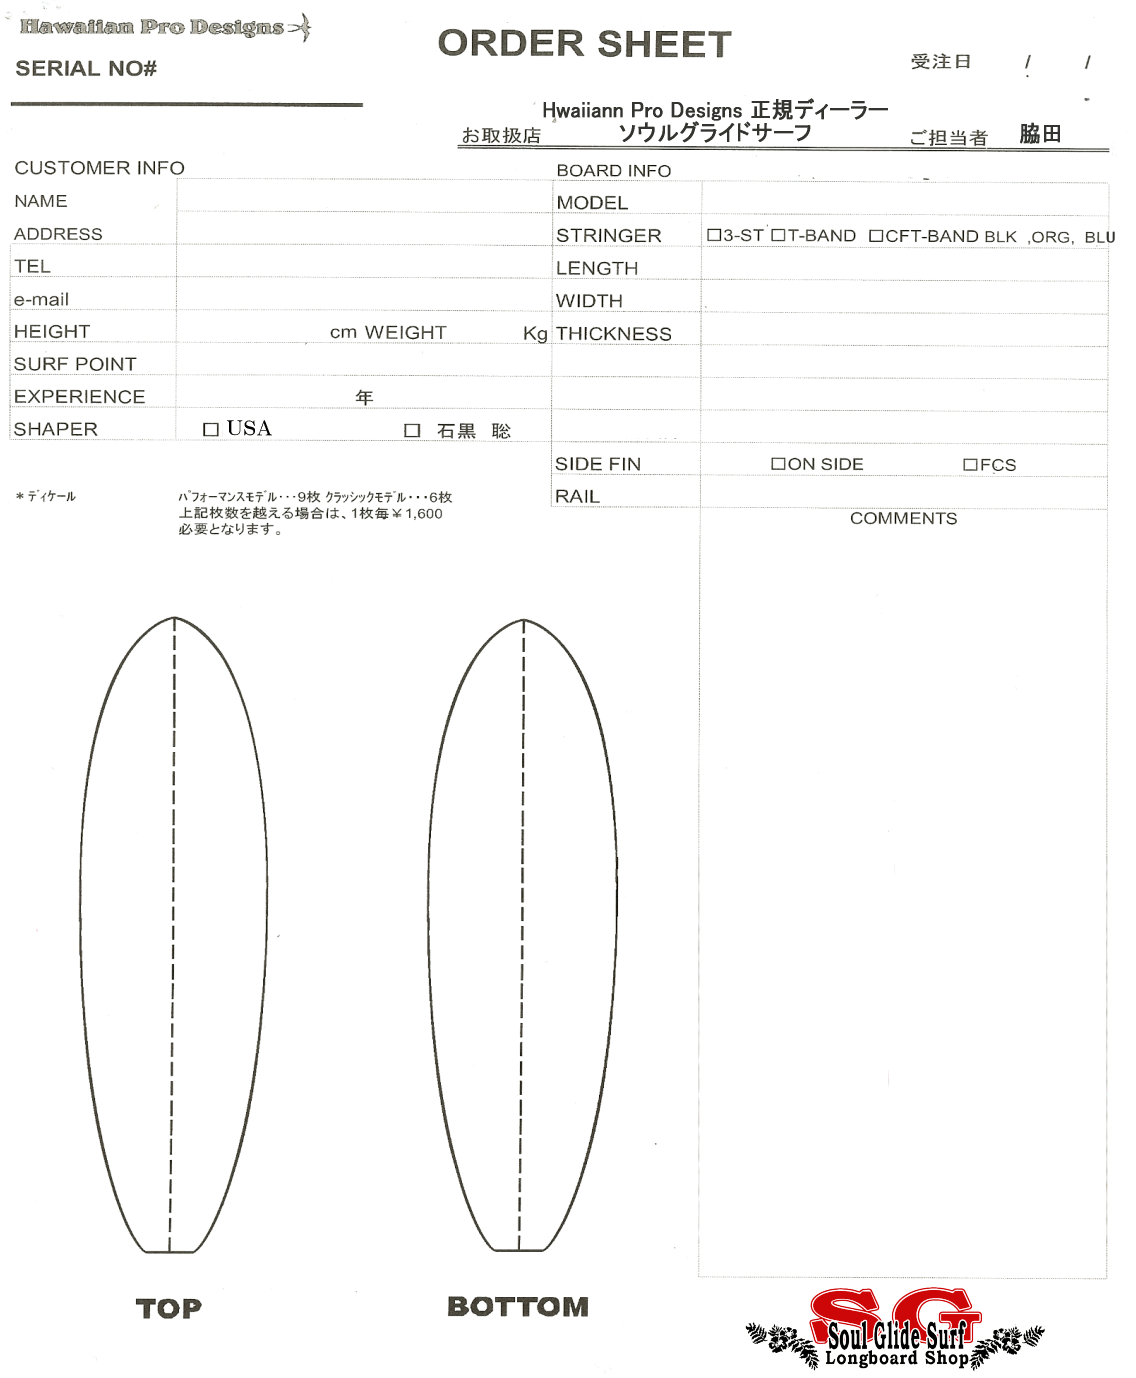 Hawaiian Pro Designs
ORDER SHEET
受注日 / /
SERIAL NO#
Hwaiiann Pro Designs 正規ディーラー
お取扱店 ソウルグライドサーフ ご担当者 脇田
CUSTOMER INFO
BOARD INFO
NAME
MODEL
ADDRESS
STRINGER □3-ST □T-BAND □CFT-BAND BLK ,ORG, BLU
TEL
LENGTH
e-mail
WIDTH
HEIGHT cm WEIGHT Kg
THICKNESS
SURF POINT
EXPERIENCE 年
SHAPER □ USA □ 石黒 聡
SIDE FIN □ON SIDE □FCS
RAIL
*ディケール パフォーマンスモデル・・・9枚 クラッシックモデル・・・6枚
上記枚数を越える場合は、1枚毎¥1,600
必要となります。
COMMENTS
TOP
BOTTOM
SG
Soul Glide Surf
Longboard Shop